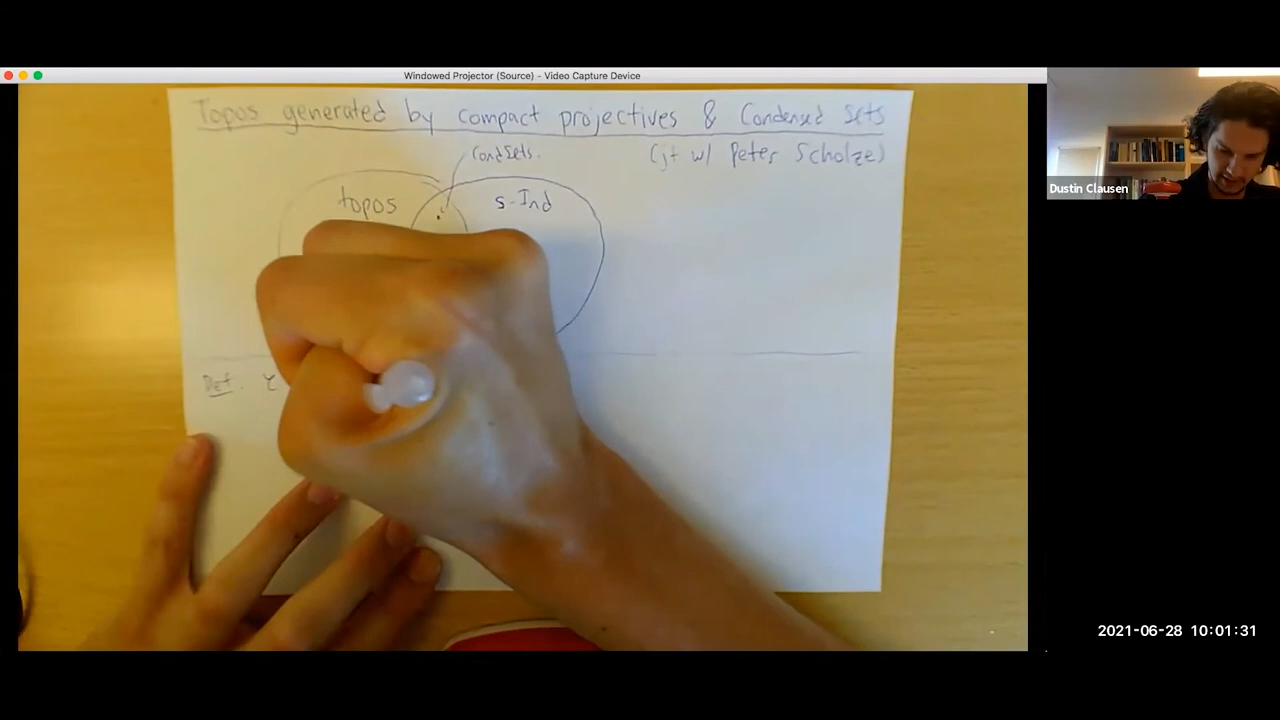 Windowed Projector (Source) - Video Capture Device
Topos generated by compact projectives & Condensed Sets
(jt w/ Peter Scholze)
CondSets.
topos
s-Ind
Def.
Dustin Clausen
2021-06-28 10:01:31